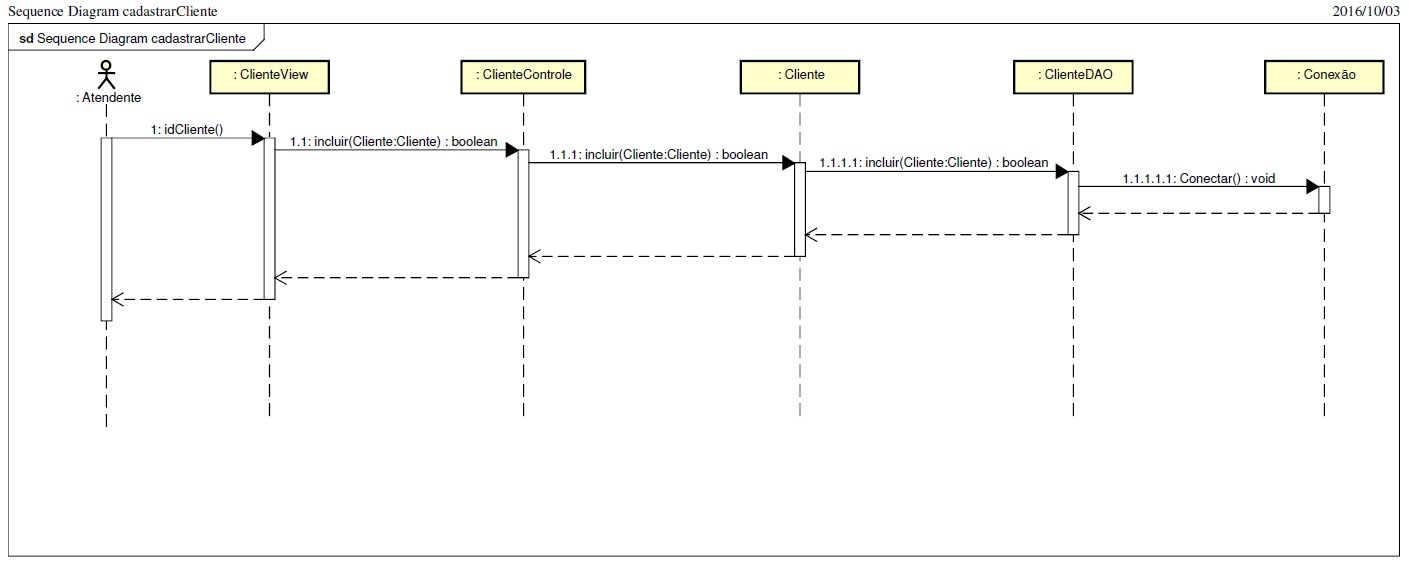 Sequence Diagram cadastrarCliente
2016/10/03
sd Sequence Diagram cadastrarCliente
: Atendente
: ClienteView
: ClienteControle
: Cliente
: ClienteDAO
: Conexão
1: idCliente()
1.1: incluir(Cliente:Cliente) : boolean
1.1.1: incluir(Cliente:Cliente) : boolean
1.1.1.1: incluir(Cliente:Cliente) : boolean
1.1.1.1.1: Conectar() : void